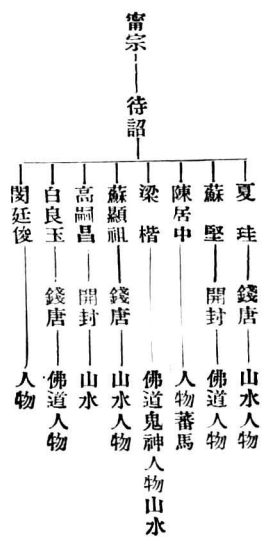 甯宗
待詔
夏珪 錢唐 山水人物
蘇堅 開封 佛道人物
陳居中 人物蕃馬
梁楷 佛道鬼神人物山水
蘇顯祖 錢唐 山水人物
高嗣昌 開封 山水
白良玉 錢唐 佛道人物
閔廷俊 人物